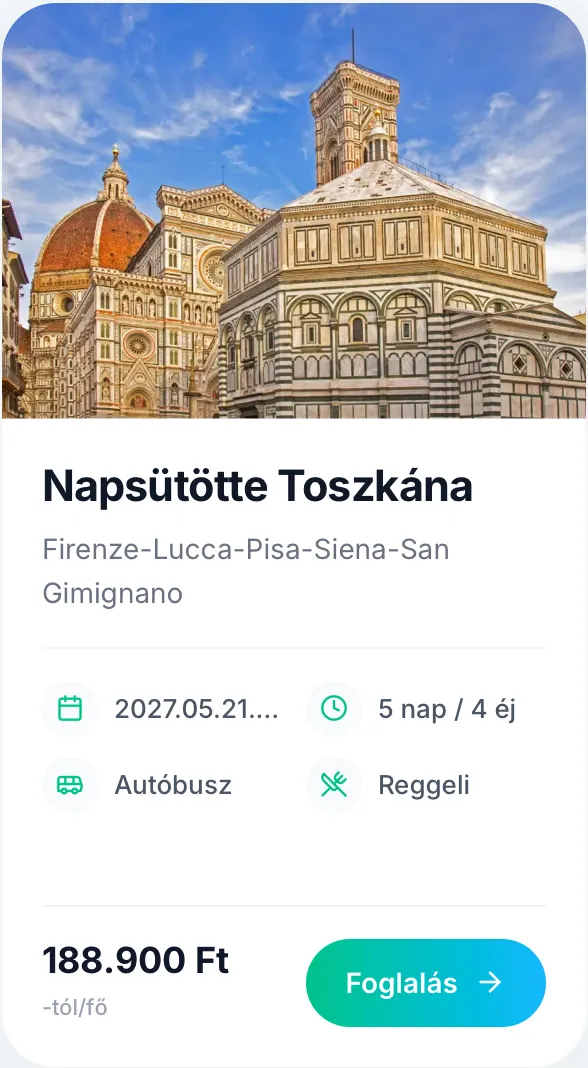 Napsütötte Toszkána
Firenze-Lucca-Pisa-Siena-San
Gimignano
2027.05.21....
5 nap / 4 éj
Autóbusz
Reggeli
188.900 Ft
-tól/fő
Foglalás